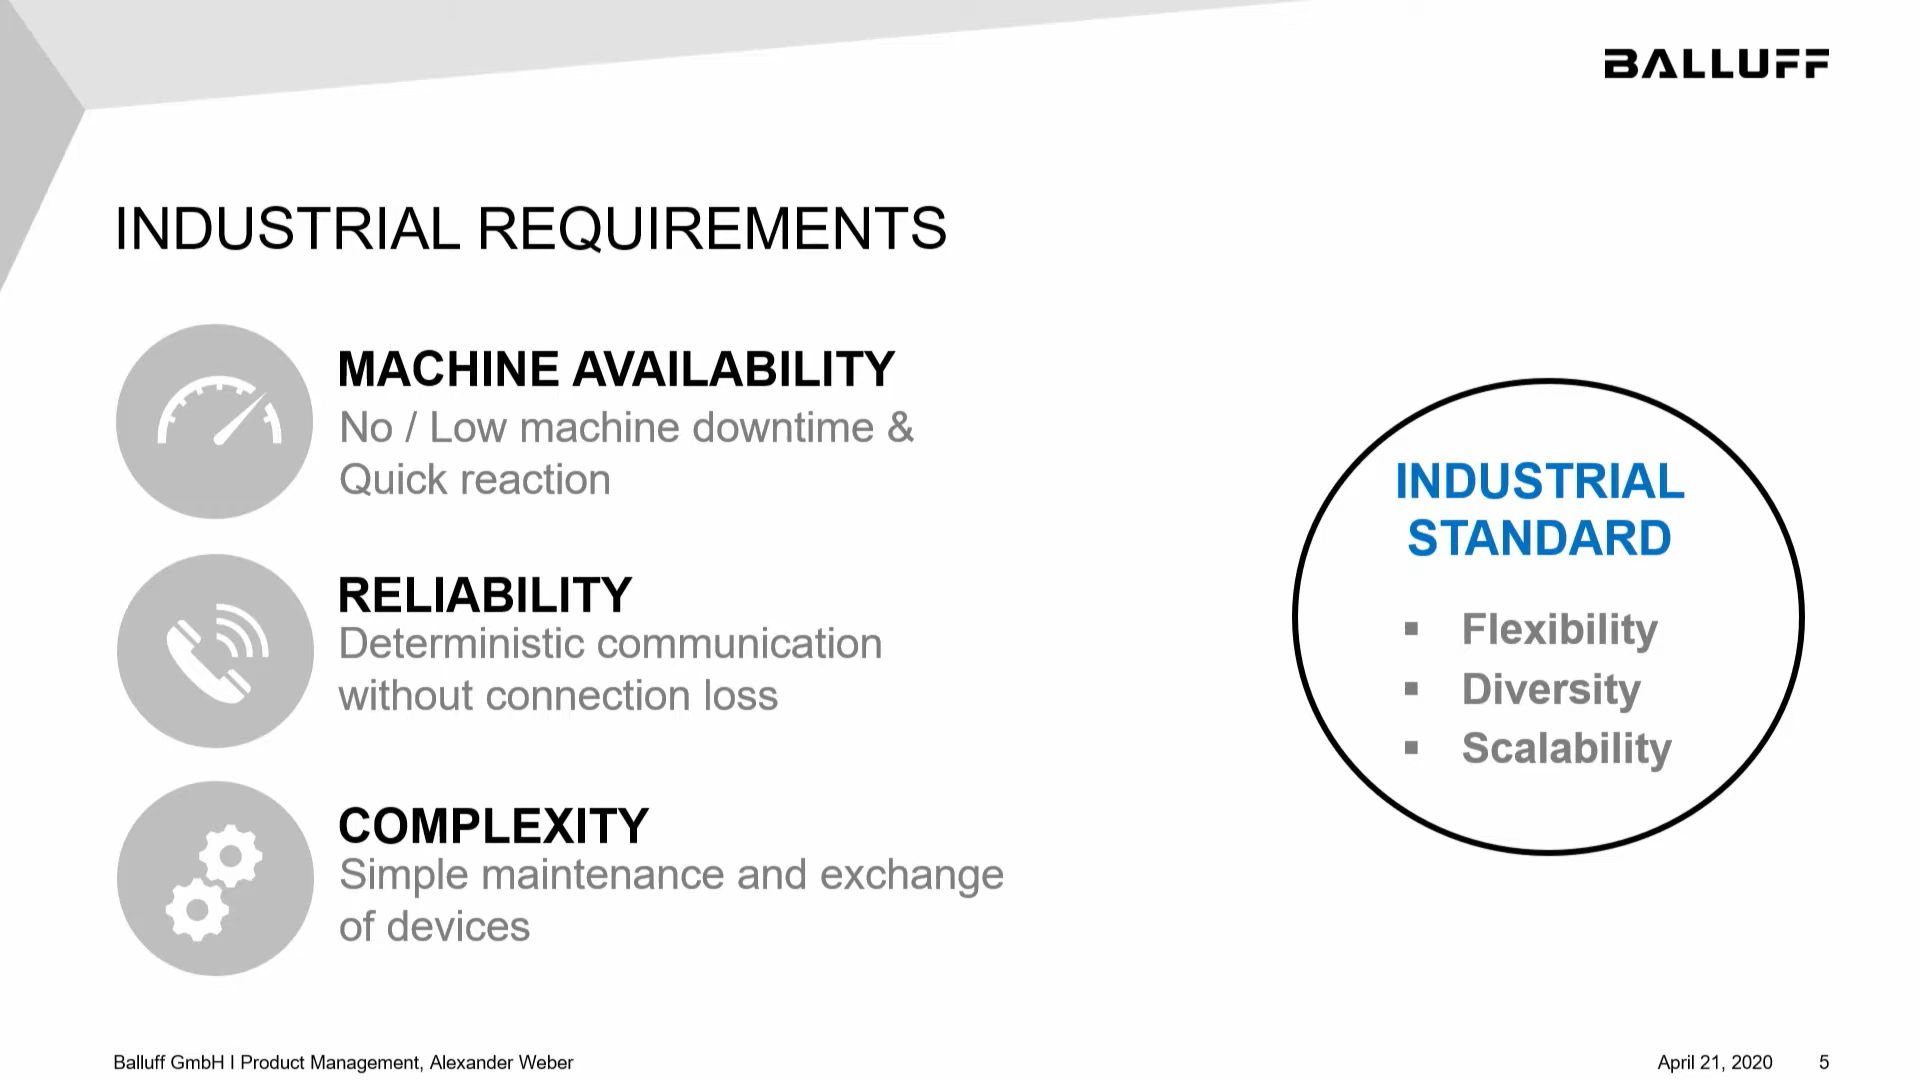 BALLUFF
INDUSTRIAL REQUIREMENTS
MACHINE AVAILABILITY
No / Low machine downtime &
Quick reaction
RELIABILITY
Deterministic communication
without connection loss
COMPLEXITY
Simple maintenance and exchange
of devices
INDUSTRIAL
STANDARD
▪ Flexibility
▪ Diversity
▪ Scalability
Balluff GmbH I Product Management, Alexander Weber
April 21, 2020 5